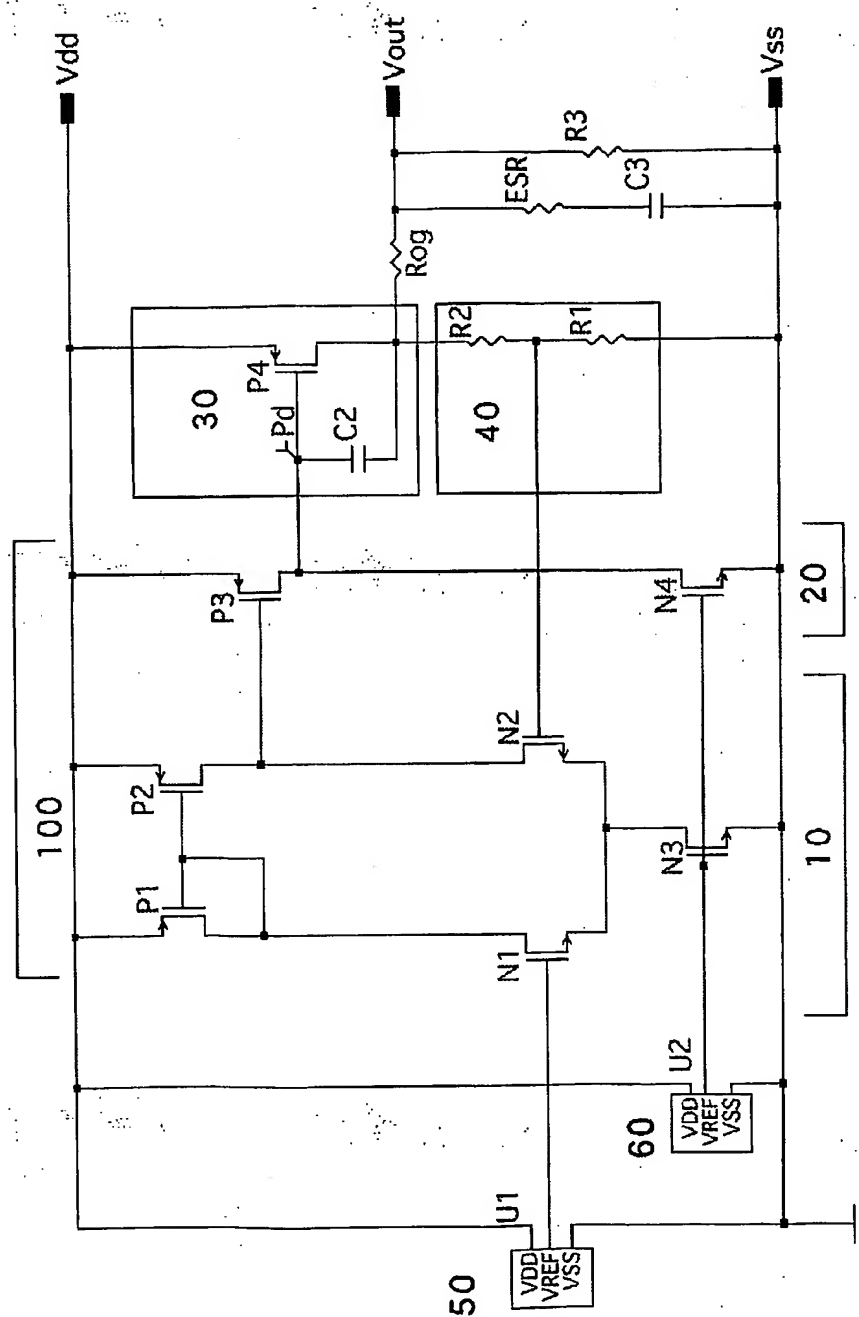 Vdd
Vout
Vss
R3
ESR
C3
Rog
30
P4
Pd
C2
40
R2
R1
100
P3
N4
20
P2
N2
P1
N1
N3
10
U2
60
VDD
VREF
VSS
U1
50
VDD
VREF
VSS